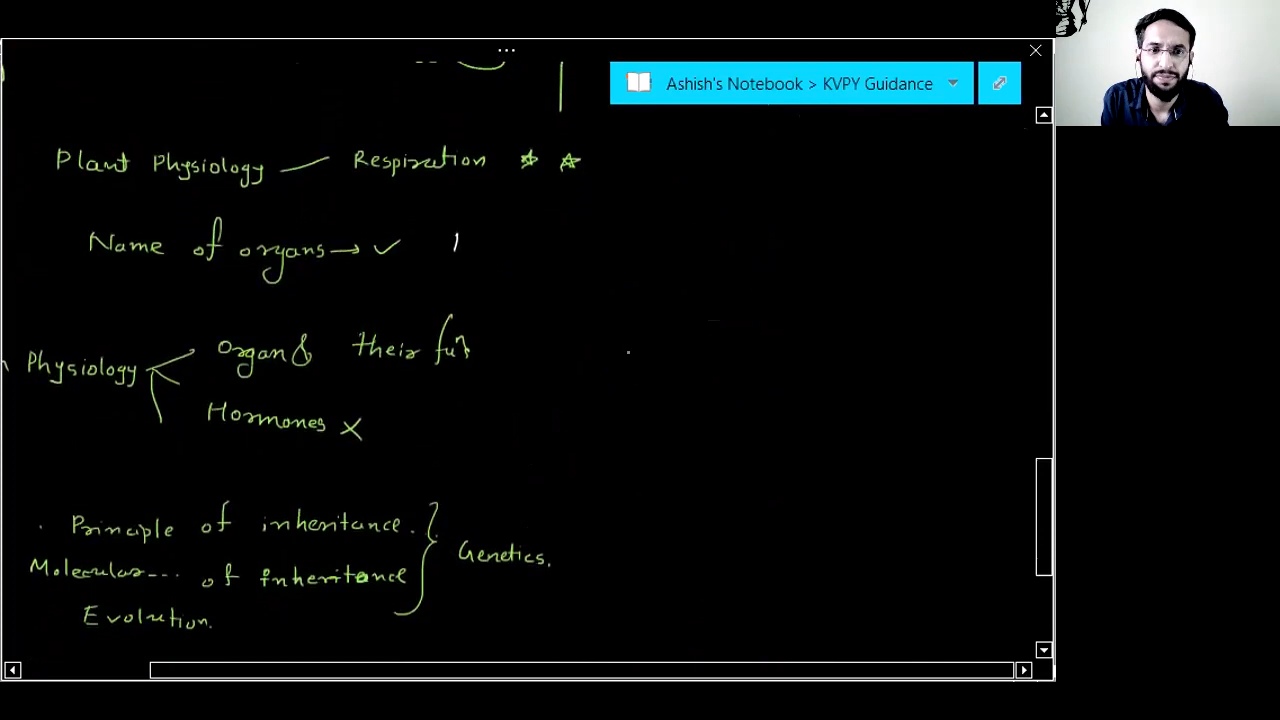 Ashish's Notebook > KVPY Guidance
Plant Physiology — Respiration ☆ ☆
Name of organs → ✓
Physiology Organ & their fun
Hormones ×
Principle of inheritance.
Molecular--- of inheritance
Genetics.
Evolution.